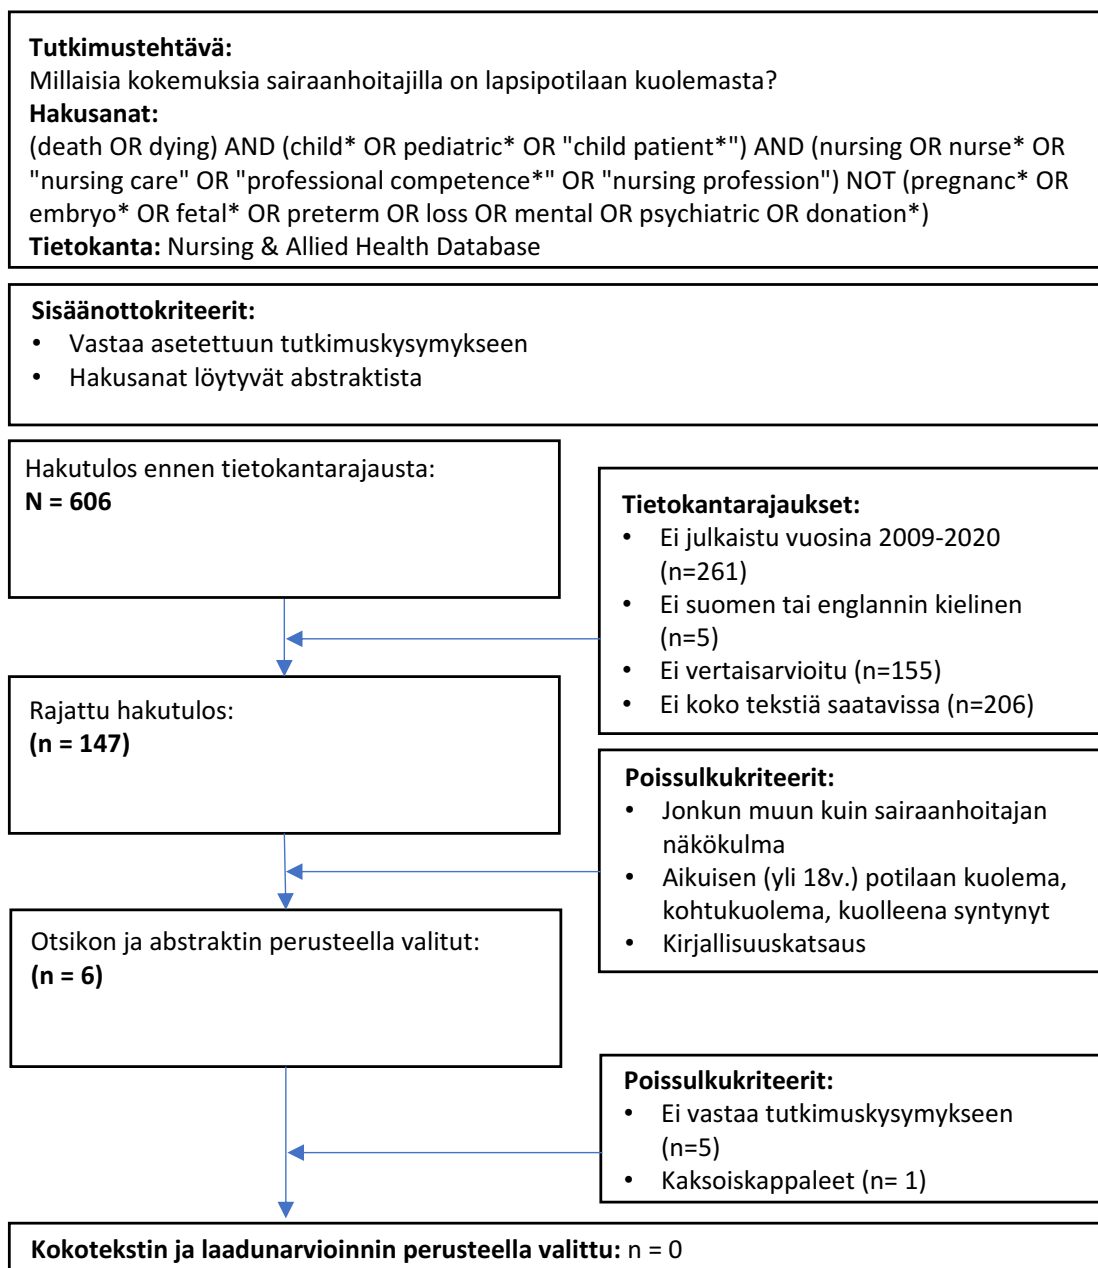 Tutkimustehtävä:
Millaisia kokemuksia sairaanhoitajilla on lapsipotilaan kuolemasta?
Hakusanat:
(death OR dying) AND (child* OR pediatric* OR "child patient*") AND (nursing OR nurse* OR
"nursing care" OR "professional competence*" OR "nursing profession") NOT (pregnanc* OR
embryo* OR fetal* OR preterm OR loss OR mental OR psychiatric OR donation*)
Tietokanta: Nursing & Allied Health Database
Sisäänottokriteerit:
• Vastaa asetettuun tutkimuskysymykseen
• Hakusanat löytyvät abstraktista
Hakutulos ennen tietokantarajausta:
N = 606
Tietokantarajaukset:
• Ei julkaistu vuosina 2009-2020
(n=261)
• Ei suomen tai englannin kielinen
(n=5)
• Ei vertaisarvioitu (n=155)
• Ei koko tekstiä saatavissa (n=206)
Rajattu hakutulos:
(n = 147)
Poissulkukriteerit:
• Jonkun muun kuin sairaanhoitajan
näkökulma
• Aikuisen (yli 18v.) potilaan kuolema,
kohtukuolema, kuolleena syntynyt
• Kirjallisuuskatsaus
Otsikon ja abstraktin perusteella valitut:
(n = 6)
Poissulkukriteerit:
• Ei vastaa tutkimuskysymykseen
(n=5)
• Kaksoiskappaleet (n= 1)
Kokotekstin ja laadunarvioinnin perusteella valittu: n = 0